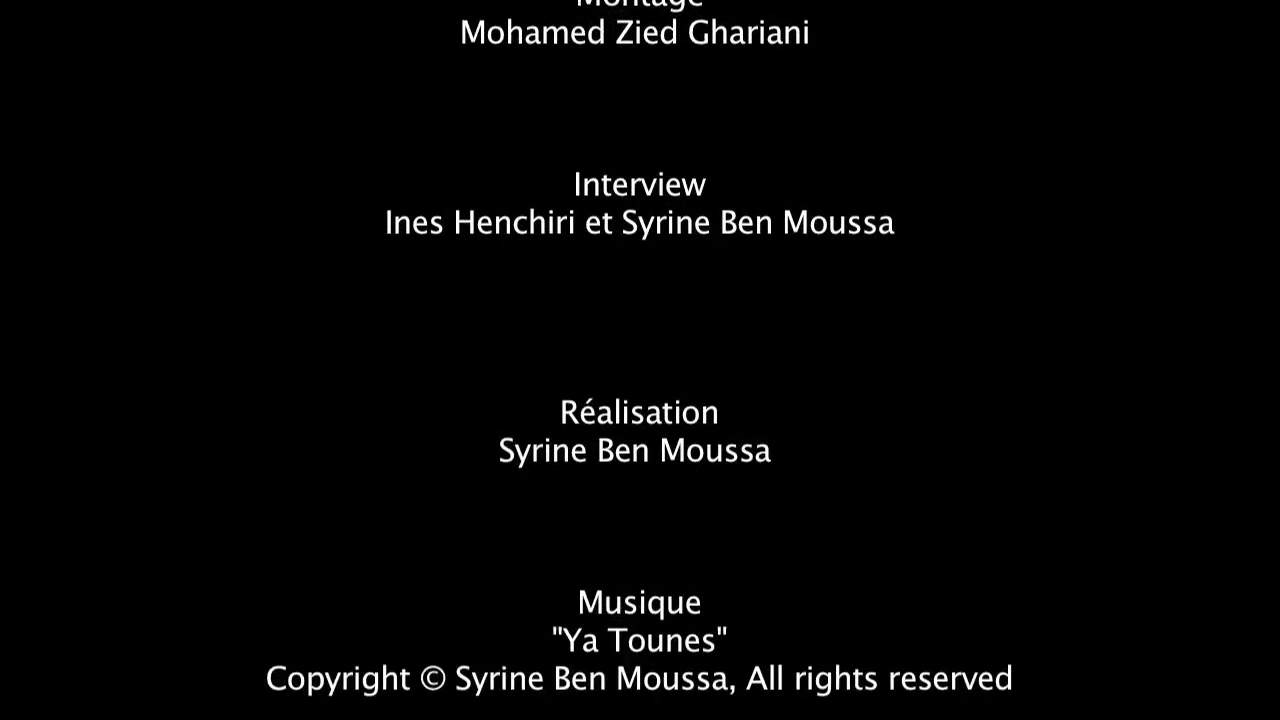 Montage
Mohamed Zied Ghariani
Interview
Ines Henchiri et Syrine Ben Moussa
Réalisation
Syrine Ben Moussa
Musique
"Ya Tounes"
Copyright © Syrine Ben Moussa, All rights reserved